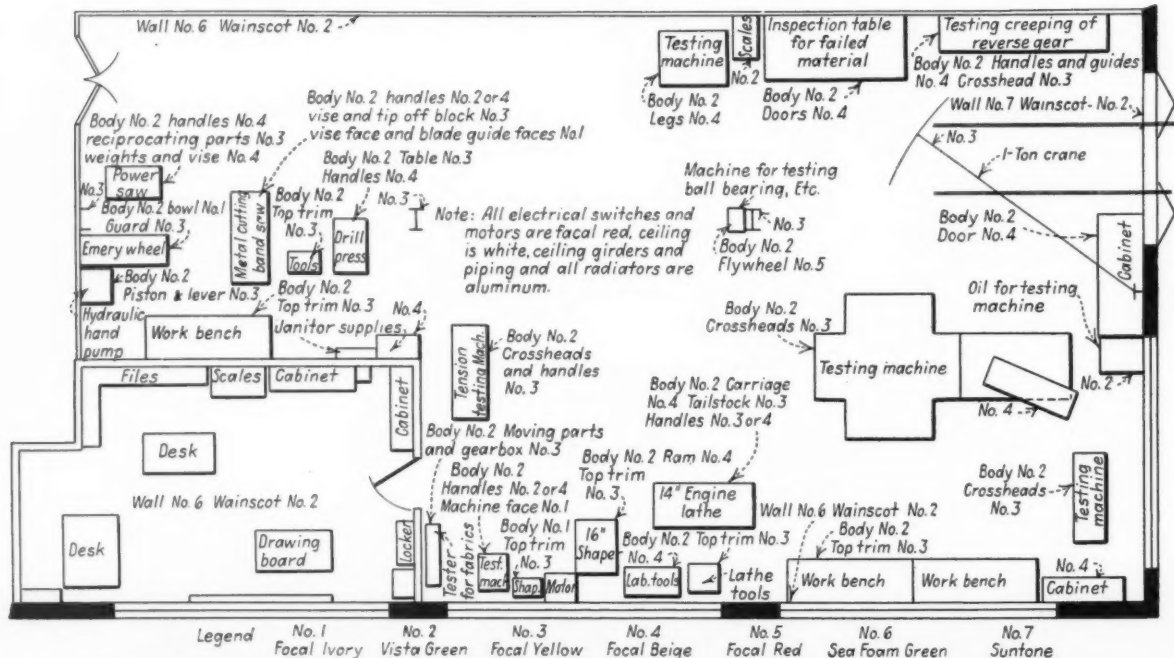 Wall No.6 Wainscot No.2
Testing
machine
Scales
No.2
Body No.2
Legs No.4
Inspection table
for failed
material
Body No.2
Doors No.4
Testing creeping of
reverse gear
Body No.2 Handles and guides
No.4 Crosshead No.3
Wall No.7 Wainscot-No.2
No.3
1-Ton crane
Body No.2 handles No.2 or 4
vise and tip off block No.3
vise face and blade guide faces No.1
Body No.2 handles No.4
reciprocating parts No.3
weights and vise No.4
Power
saw
No.3
Body No.2 Table No.3
Handles No.4
Body No.2
Top trim
No.3
Metal cutting
band saw
Tools
Drill
press
No.3
Body No.2 bowl No.1
Guard No.3
Emery wheel
Body No.2
Piston & lever No.3
Hydraulic
hand
pump
Note: All electrical switches and
motors are facal red, ceiling
is white, ceiling girders and
piping and all radiators are
aluminum.
Machine for testing
ball bearing, Etc.
No.3
Body No.2
Flywheel No.5
Body No.2
Door No.4
Cabinet
Oil for testing
machine
No.2
Body No.2
Top trim No.3
Work bench
Janitor supplies
No.4
Tension
testing Mach.
Body No.2
Crossheads
and handles
No.3
Body No.2
Crossheads No.3
Testing machine
No.4
Files
Scales
Cabinet
Cabinet
Desk
Wall No.6 Wainscot No.2
Desk
Drawing
board
Locker
Body No.2 Moving parts
and gearbox No.3
Tester
for fabrics
Body No.2
Handles No.2 or 4
Machine face No.1
Test.
mach.
Body No.1
Top trim
No.3
Shap.
Motor
Body No.2 Ram No.4
Top trim
No.3
16" Shape
Body No.2 Carriage
No.4 Tailstock No.3
Handles No.3 or 4
14" Engine
lathe
Body No.2 Top trim No.3
No.4
Lab. tools
Lathe
tools
Wall No.6 Wainscot No.2
Body No.2
Top trim No.3
Work bench
Work bench
Body No.2
Crossheads
No.3
Testing
machine
No.4
Cabinet
Legend
No.1
Focal Ivory
No.2
Vista Green
No.3
Focal Yellow
No.4
Focal Beige
No.5
Focal Red
No.6
Sea Foam Green
No.7
Suntone